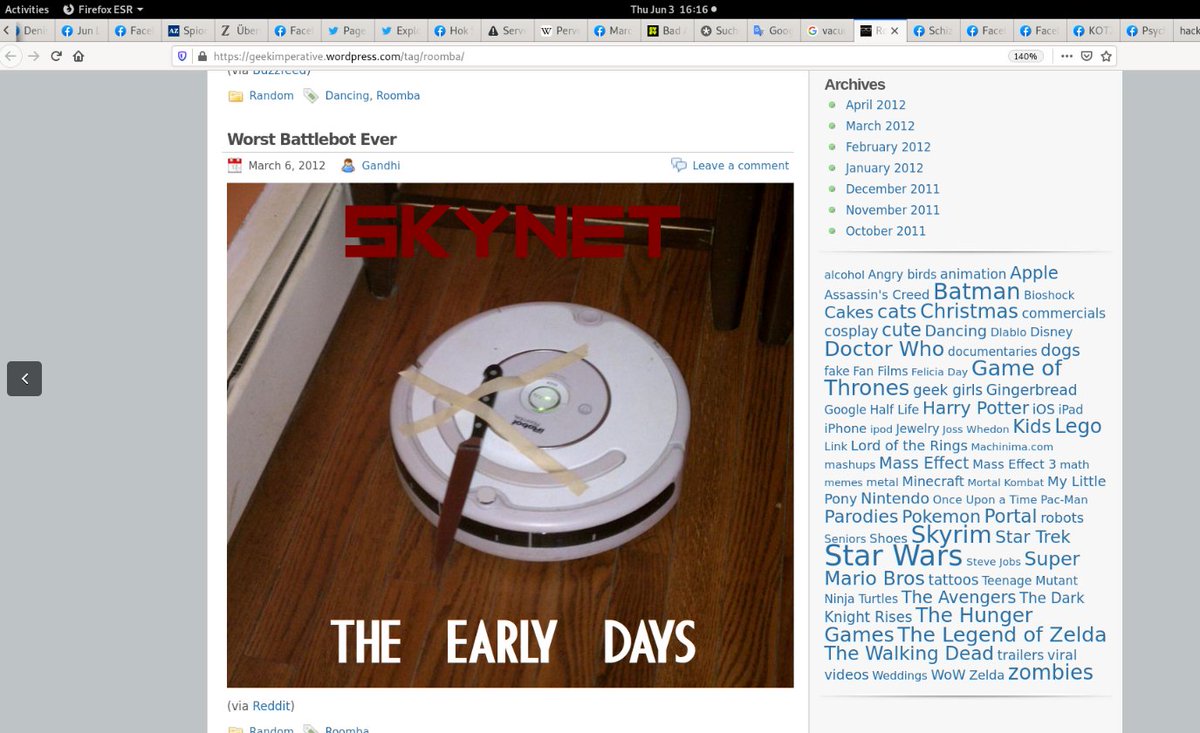 Activities Firefox ESR Thu Jun 3 16:16
Deni Jun Face Spio Über Face Page Expl Hok Serv Perv Marc Bad Such Goo vacu R Schi Face Face KOT Psyc hack
https://geekimperative.wordpress.com/tag/roomba/ 140%
(via Buzzfeed)
Random Dancing, Roomba
Worst Battlebot Ever
March 6, 2012 Gandhi Leave a comment
SKYNET
iRobot
THE EARLY DAYS
(via Reddit)
Random Roomba
Archives
April 2012
March 2012
February 2012
January 2012
December 2011
November 2011
October 2011
alcohol Angry birds animation Apple
Assassin's Creed Batman Bioshock
Cakes cats Christmas commercials
cosplay cute Dancing DIablo Disney
Doctor Who documentaries dogs
fake Fan Films Felicia Day Game of
Thrones geek girls Gingerbread
Google Half Life Harry Potter iOS iPad
iPhone ipod Jewelry Joss Whedon Kids Lego
Link Lord of the Rings Machinima.com
mashups Mass Effect Mass Effect 3 math
memes metal Minecraft Mortal Kombat My Little
Pony Nintendo Once Upon a Time Pac-Man
Parodies Pokemon Portal robots
Seniors Shoes Skyrim Star Trek
Star Wars Steve Jobs Super
Mario Bros tattoos Teenage Mutant
Ninja Turtles The Avengers The Dark
Knight Rises The Hunger
Games The Legend of Zelda
The Walking Dead trailers viral
videos Weddings WoW Zelda zombies